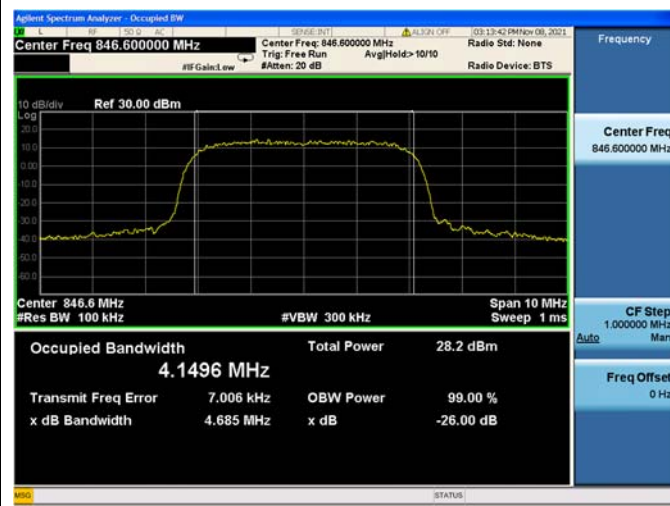 Agilent Spectrum Analyzer - Occupied BW
L RF 50 Ω AC SENSE:INT ALIGN OFF 03:13:42 PM Nov 08, 2021
Center Freq 846.600000 MHz Center Freq: 846.600000 MHz Radio Std: None
Trig: Free Run Avg|Hold:>10/10
#IFGain:Low #Atten: 20 dB Radio Device: BTS
Frequency
10 dB/div Ref 30.00 dBm
Log
20.0
10.0
0.00
-10.0
-20.0
-30.0
-40.0
-50.0
-60.0
Center 846.6 MHz Span 10 MHz
#Res BW 100 kHz #VBW 300 kHz Sweep 1 ms
Occupied Bandwidth Total Power 28.2 dBm
4.1496 MHz
Transmit Freq Error 7.006 kHz OBW Power 99.00 %
x dB Bandwidth 4.685 MHz x dB -26.00 dB
Center Freq
846.600000 MHz
CF Step
1.000000 MHz
Auto Man
Freq Offset
0 Hz
MSG STATUS